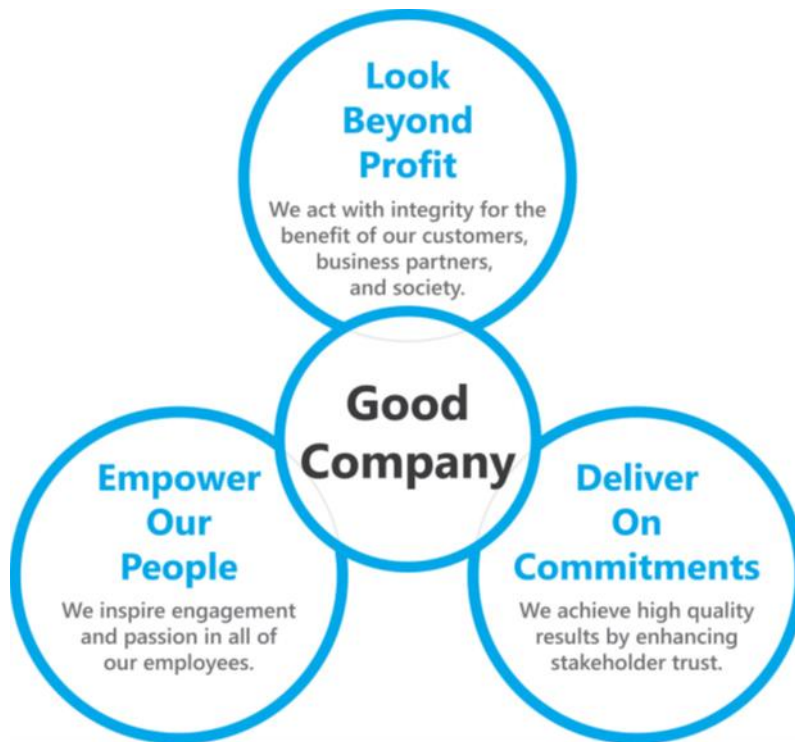 Look
Beyond
Profit
We act with integrity for the
benefit of our customers,
business partners,
and society.
Good
Company
Empower
Our
People
We inspire engagement
and passion in all of
our employees.
Deliver
On
Commitments
We achieve high quality
results by enhancing
stakeholder trust.